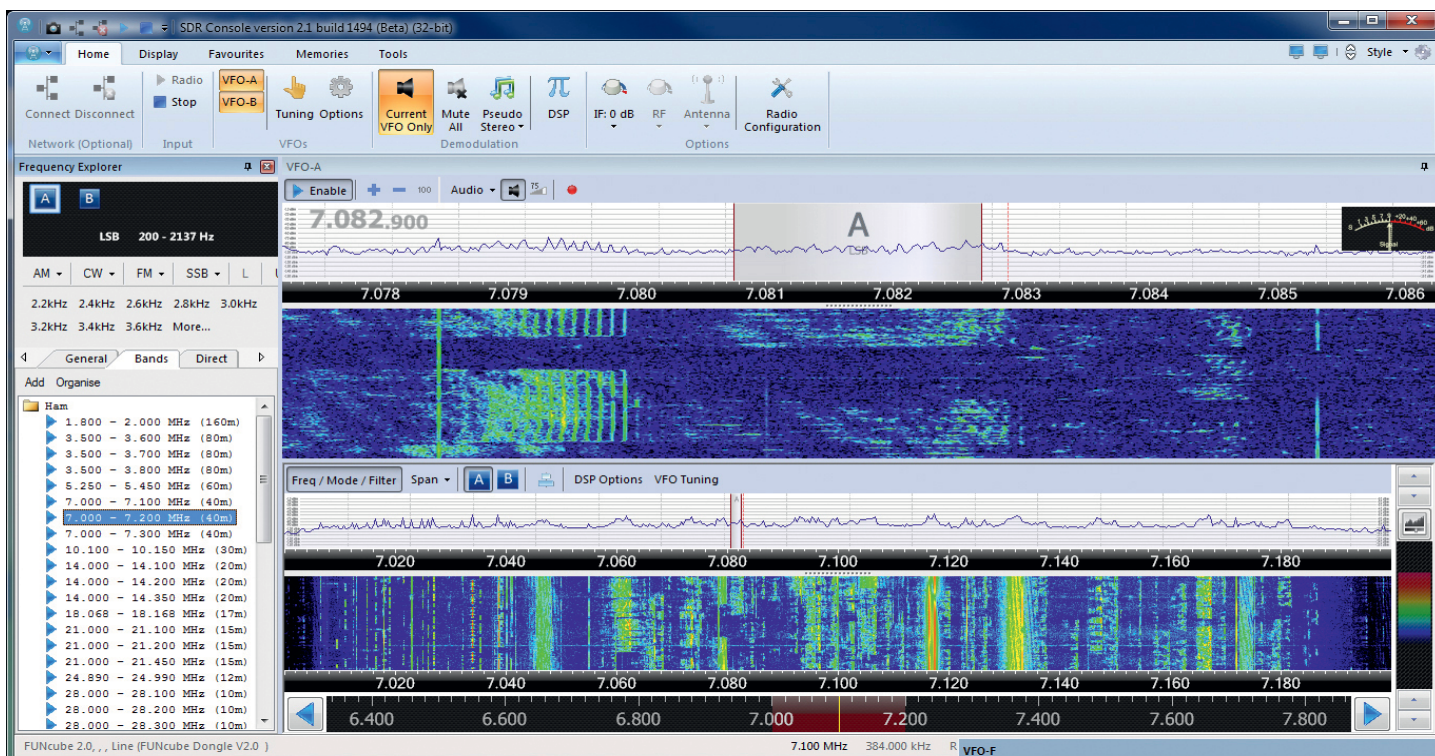 SDR Console version 2.1 build 1494 (Beta) (32-bit)
Home Display Favourites Memories Tools
Style
Connect Disconnect
Network (Optional)
Radio
Stop
Input
VFO-A
VFO-B
Tuning Options
VFOs
Current VFO Only
Mute All
Pseudo Stereo
DSP
Demodulation
IF: 0 dB
RF
Antenna
Radio Configuration
Options
Frequency Explorer
A B
LSB 200 - 2137 Hz
AM CW FM SSB L
2.2kHz 2.4kHz 2.6kHz 2.8kHz 3.0kHz
3.2kHz 3.4kHz 3.6kHz More...
General Bands Direct
Add Organise
Ham
1.800 - 2.000 MHz (160m)
3.500 - 3.600 MHz (80m)
3.500 - 3.700 MHz (80m)
3.500 - 3.800 MHz (80m)
5.250 - 5.450 MHz (60m)
7.000 - 7.100 MHz (40m)
7.000 - 7.200 MHz (40m)
7.000 - 7.300 MHz (40m)
10.100 - 10.150 MHz (30m)
14.000 - 14.100 MHz (20m)
14.000 - 14.200 MHz (20m)
14.000 - 14.350 MHz (20m)
18.068 - 18.168 MHz (17m)
21.000 - 21.100 MHz (15m)
21.000 - 21.200 MHz (15m)
21.000 - 21.450 MHz (15m)
24.890 - 24.990 MHz (12m)
28.000 - 28.100 MHz (10m)
28.000 - 28.200 MHz (10m)
28.000 - 28.300 MHz (10m)
VFO-A
Enable 100 Audio 75
7.082.900
A
LSB
Signal
7.078 7.079 7.080 7.081 7.082 7.083 7.084 7.085 7.086
Freq / Mode / Filter Span A B DSP Options VFO Tuning
7.020 7.040 7.060 7.080 7.100 7.120 7.140 7.160 7.180
7.020 7.040 7.060 7.080 7.100 7.120 7.140 7.160 7.180
6.400 6.600 6.800 7.000 7.200 7.400 7.600 7.800
FUNcube 2.0, , , Line (FUNcube Dongle V2.0 )
7.100 MHz 384.000 kHz R
VFO-F